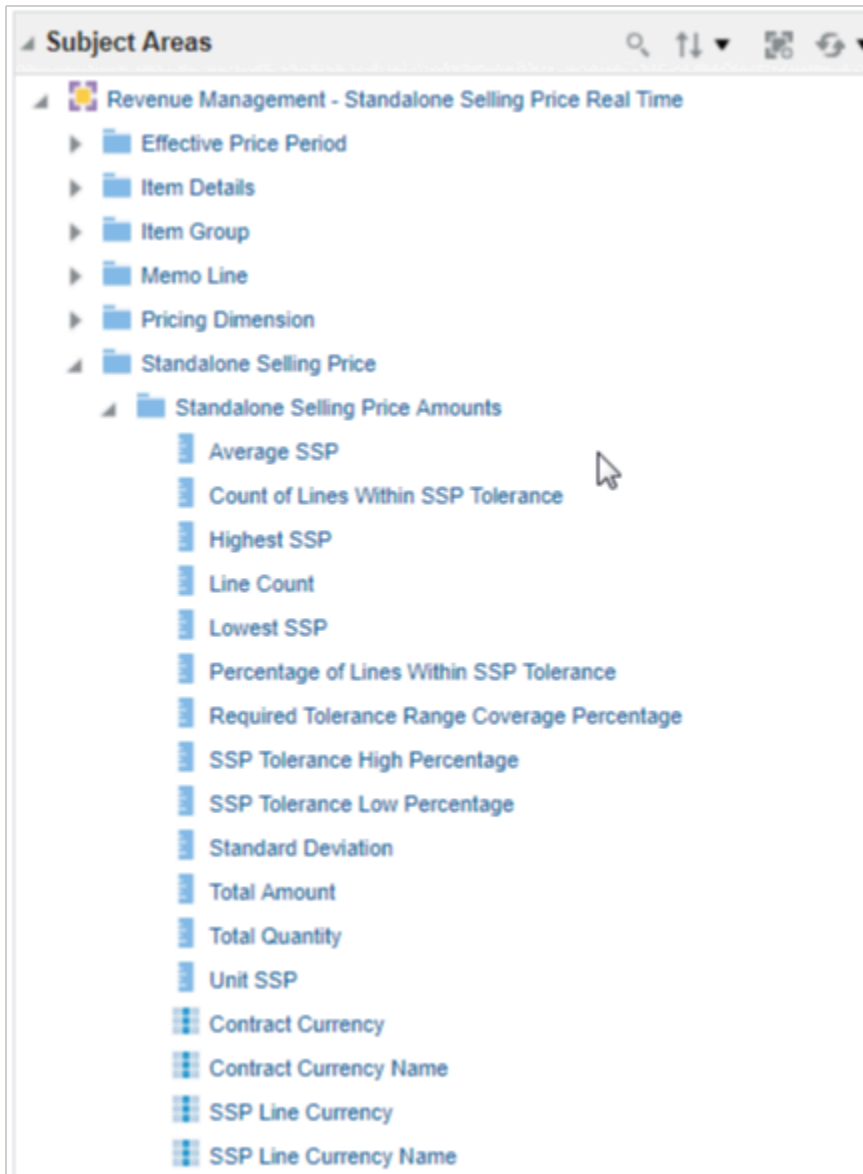 Subject Areas
Revenue Management - Standalone Selling Price Real Time
Effective Price Period
Item Details
Item Group
Memo Line
Pricing Dimension
Standalone Selling Price
Standalone Selling Price Amounts
Average SSP
Count of Lines Within SSP Tolerance
Highest SSP
Line Count
Lowest SSP
Percentage of Lines Within SSP Tolerance
Required Tolerance Range Coverage Percentage
SSP Tolerance High Percentage
SSP Tolerance Low Percentage
Standard Deviation
Total Amount
Total Quantity
Unit SSP
Contract Currency
Contract Currency Name
SSP Line Currency
SSP Line Currency Name